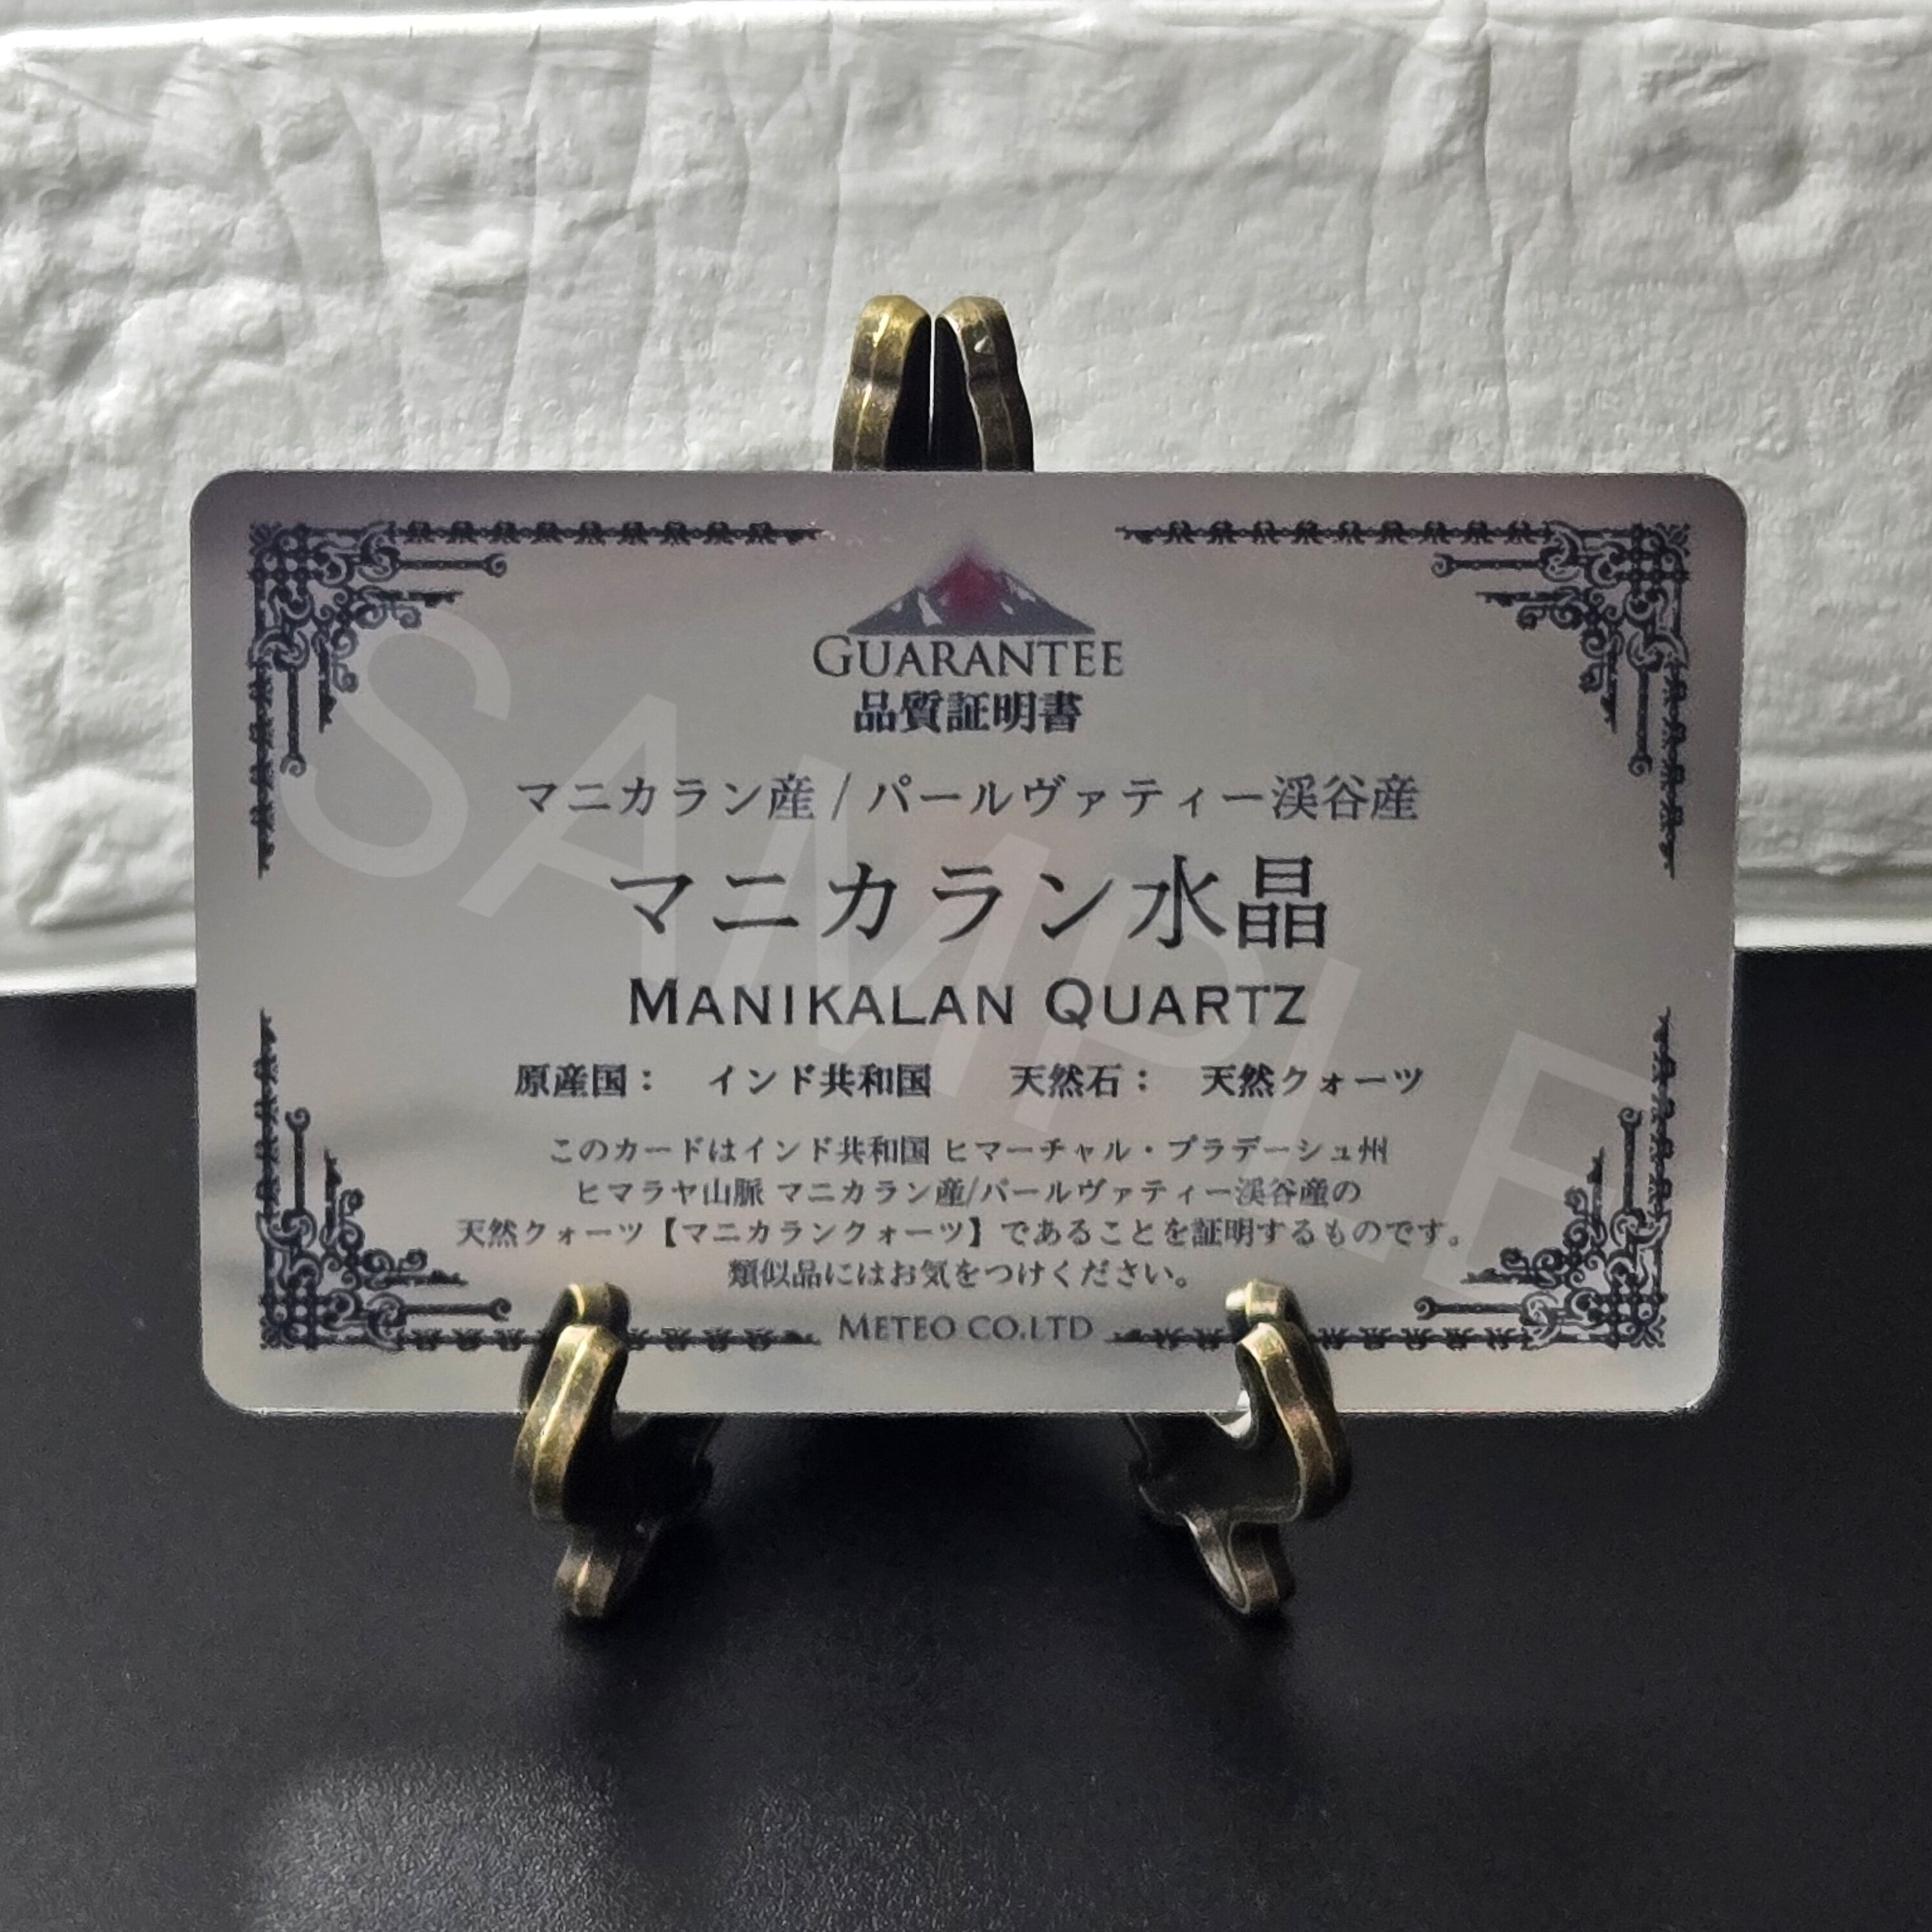 GUARANTEE
品質証明書
マニカラン産 / パールヴァティー渓谷産
マニカラン水晶
MANIKALAN QUARTZ
原産国： インド共和国 天然石： 天然クォーツ
このカードはインド共和国 ヒマーチャル・プラデーシュ州
ヒマラヤ山脈 マニカラン産/パールヴァティー渓谷産の
天然クォーツ【マニカランクォーツ】であることを証明するものです。
類似品にはお気をつけください。
METEO CO.LTD
SAMPLE